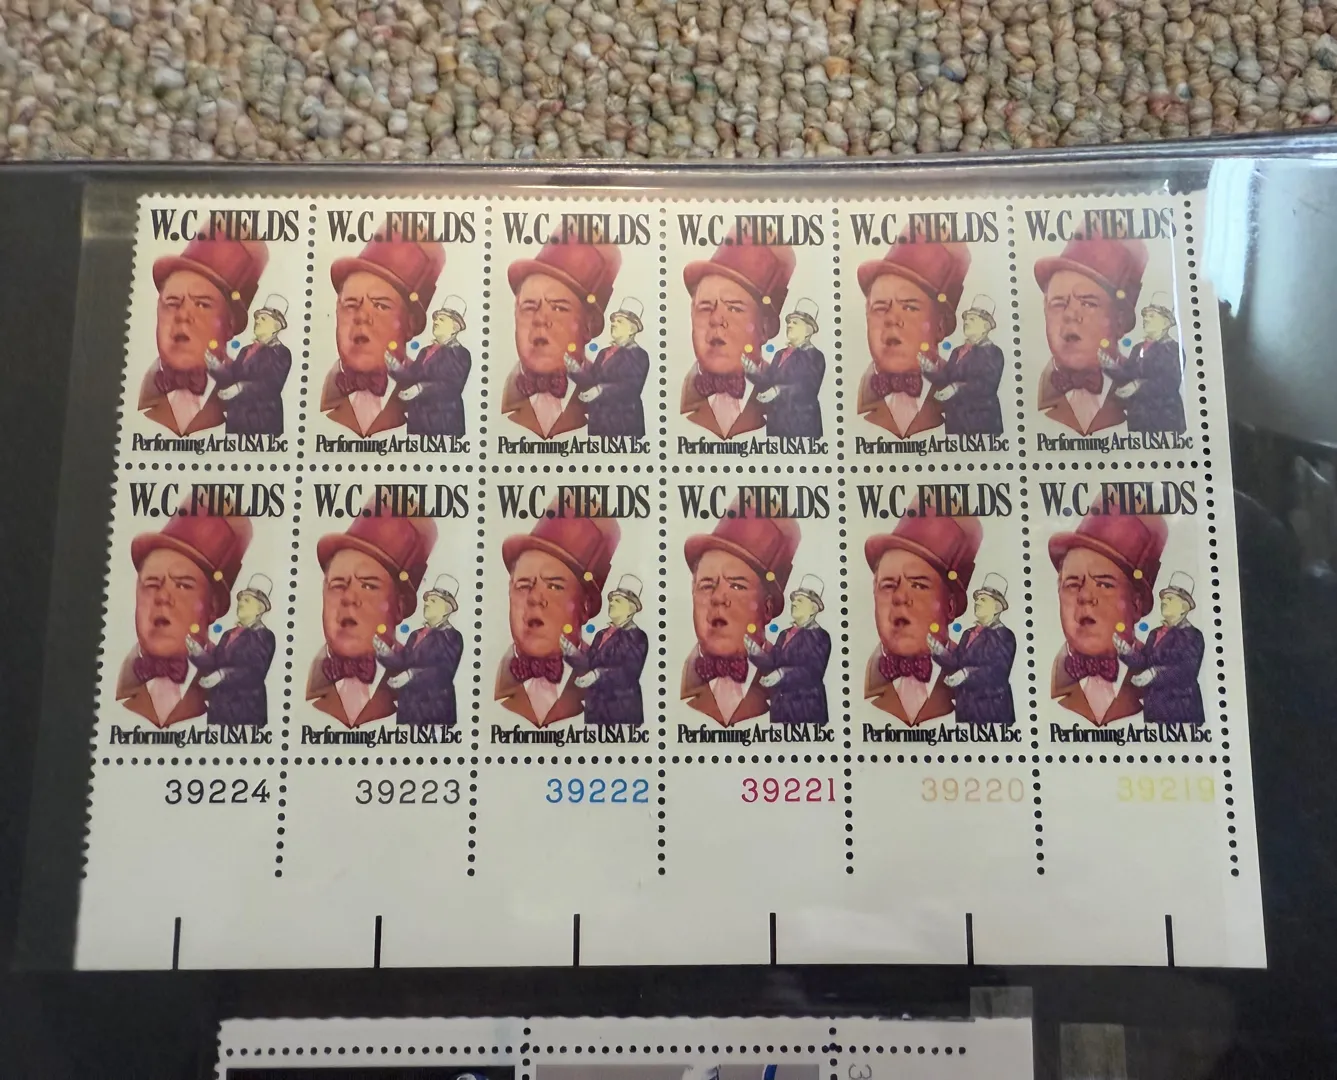 W.C.FIELDS W.C.FIELDS W.C.FIELDS W.C.FIELDS W.C.FIELDS W.C.FIELDS
Performing Arts USA 15c Performing Arts USA 15c Performing Arts USA 15c Performing Arts USA 15c Performing Arts USA 15c Performing Arts USA 15c
W.C.FIELDS W.C.FIELDS W.C.FIELDS W.C.FIELDS W.C.FIELDS W.C.FIELDS
Performing Arts USA 15c Performing Arts USA 15c Performing Arts USA 15c Performing Arts USA 15c Performing Arts USA 15c Performing Arts USA 15c
39224 39223 39222 39221 39220 39219